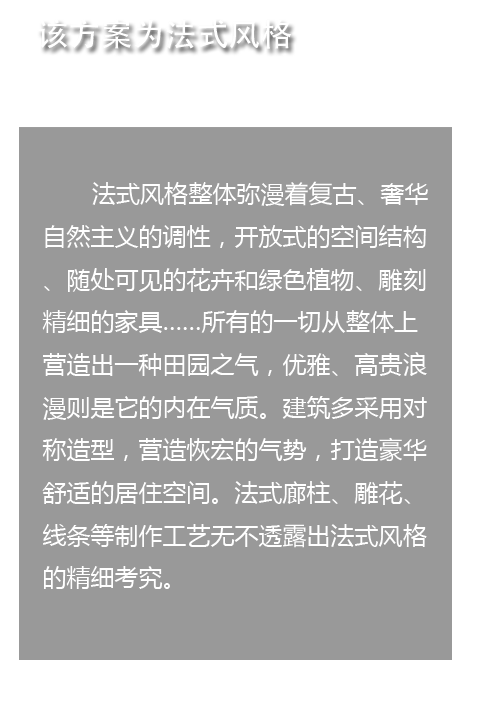 该方案为法式风格
法式风格整体弥漫着复古、奢华
自然主义的调性，开放式的空间结构
、随处可见的花卉和绿色植物、雕刻
精细的家具……所有的一切从整体上
营造出一种田园之气，优雅、高贵浪
漫则是它的内在气质。建筑多采用对
称造型，营造恢宏的气势，打造豪华
舒适的居住空间。法式廊柱、雕花、
线条等制作工艺无不透露出法式风格
的精细考究。